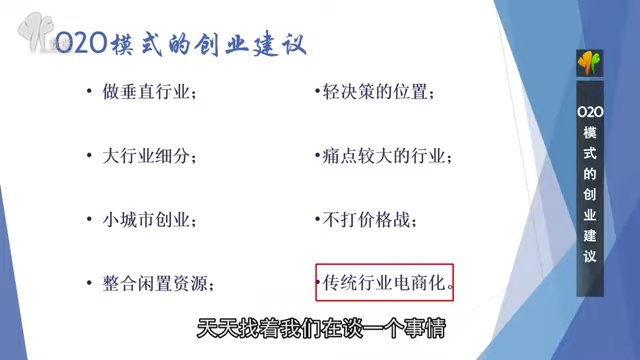 O2O模式的创业建议
• 做垂直行业;
• 大行业细分;
• 小城市创业;
• 整合闲置资源;
• 轻决策的位置;
• 痛点较大的行业;
• 不打价格战;
• 传统行业电商化。
O2O模式的创业建议
天天找着我们在谈一个事情